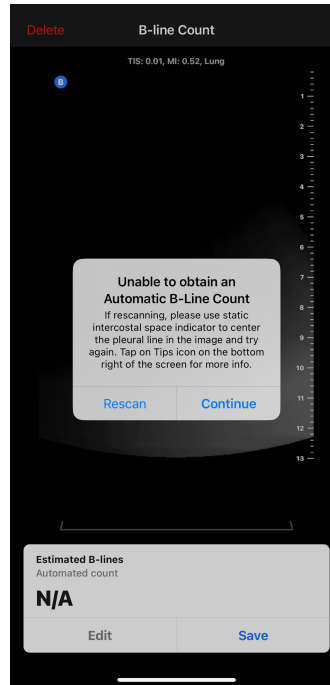 Delete
B-line Count
TIS: 0.01, MI: 0.52, Lung
B
1
2
3
4
5
6
7
8
9
10
11
12
13
Unable to obtain an
Automatic B-Line Count
If rescanning, please use static
intercostal space indicator to center
the pleural line in the image and try
again. Tap on Tips icon on the bottom
right of the screen for more info.
Rescan
Continue
Estimated B-lines
Automated count
N/A
Edit
Save